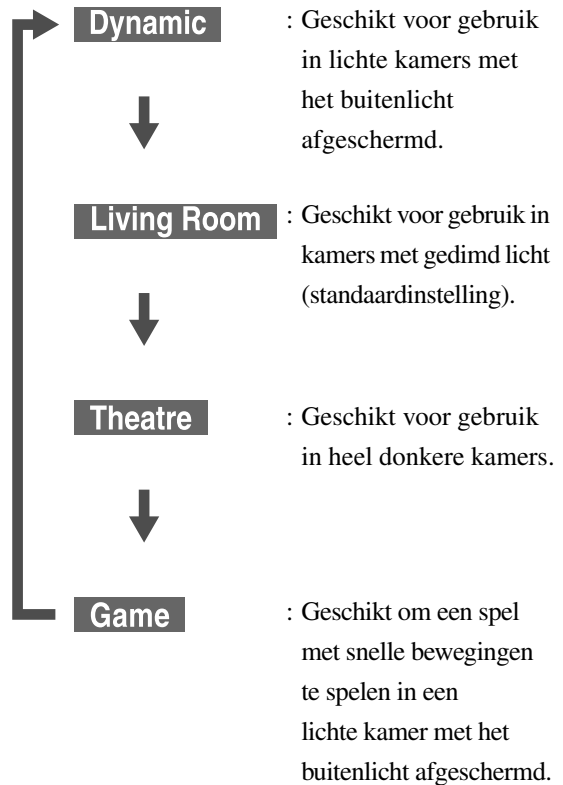 Dynamic : Geschikt voor gebruik
in lichte kamers met
het buitenlicht
afgeschermd.
Living Room : Geschikt voor gebruik in
kamers met gedimd licht
(standaardinstelling).
Theatre : Geschikt voor gebruik
in heel donkere kamers.
Game : Geschikt om een spel
met snelle bewegingen
te spelen in een
lichte kamer met het
buitenlicht afgeschermd.